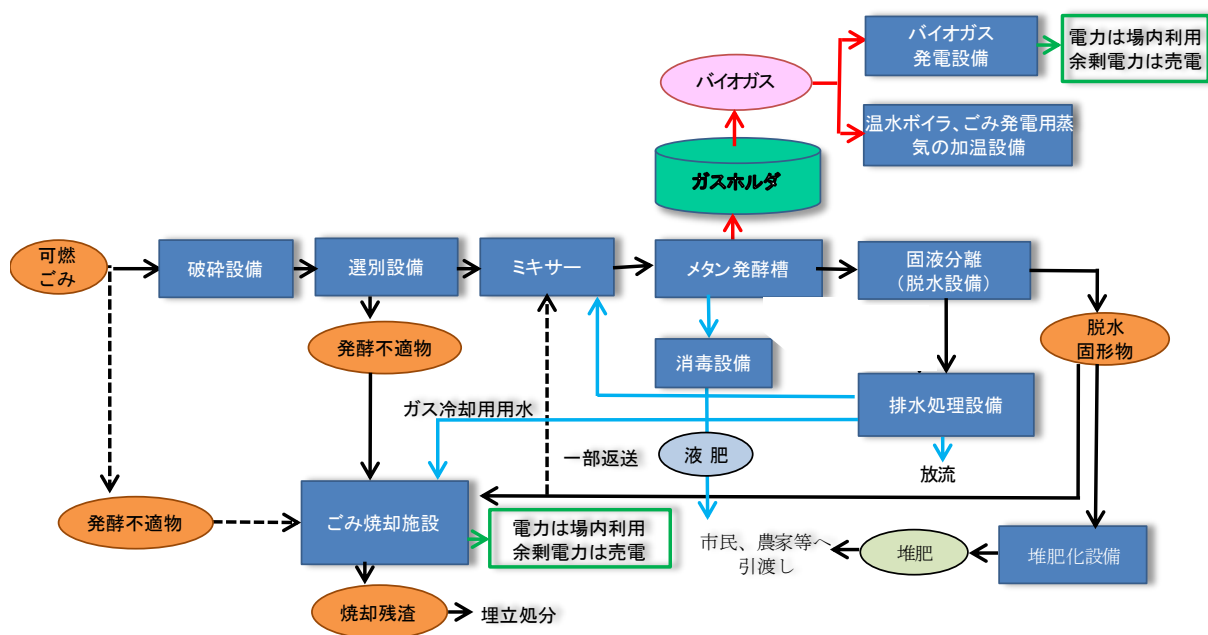 バイオガス
発電設備
電力は場内利用
余剰電力は売電
バイオガス
温水ボイラ、ごみ発電用蒸
気の加温設備
ガスホルダ
可燃
ごみ
破砕設備
選別設備
ミキサー
メタン発酵槽
固液分離
（脱水設備）
発酵不適物
消毒設備
脱水
固形物
ガス冷却用用水
排水処理設備
一部返送
液肥
放流
発酵不適物
ごみ焼却施設
電力は場内利用
余剰電力は売電
市民、農家等へ
引渡し
堆肥
堆肥化設備
焼却残渣
埋立処分